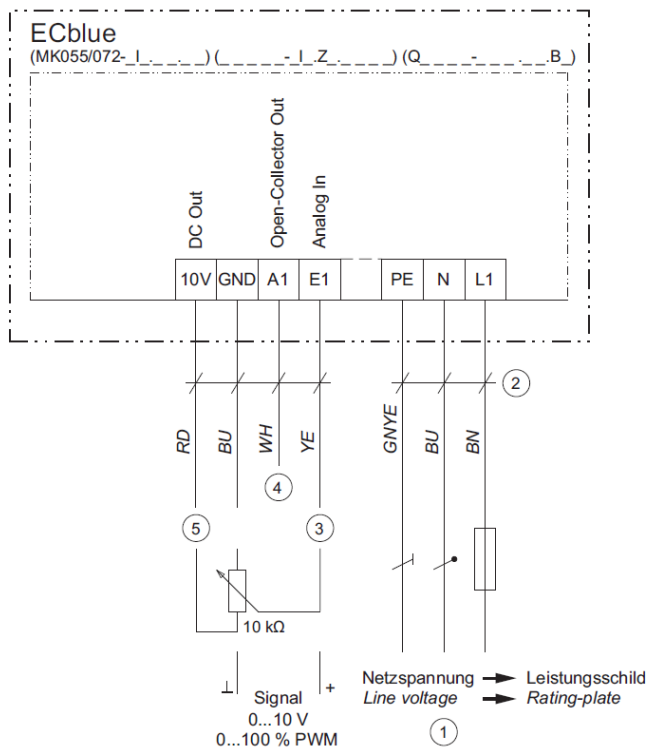 ECblue
(MK055/072-_I_._ _._ _) (_ _ _ _ _-_I_.Z_._ _ _ _) (Q_ _ _ _-_ _ _._ _.B_)
DC Out
Open-Collector Out
Analog In
10V GND A1 E1 PE N L1
2
RD BU WH YE GNYE BU BN
4
5 3
10 kΩ
⊥ Signal +
0...10 V
0...100 % PWM
Netzspannung → Leistungsschild
Line voltage → Rating-plate
1